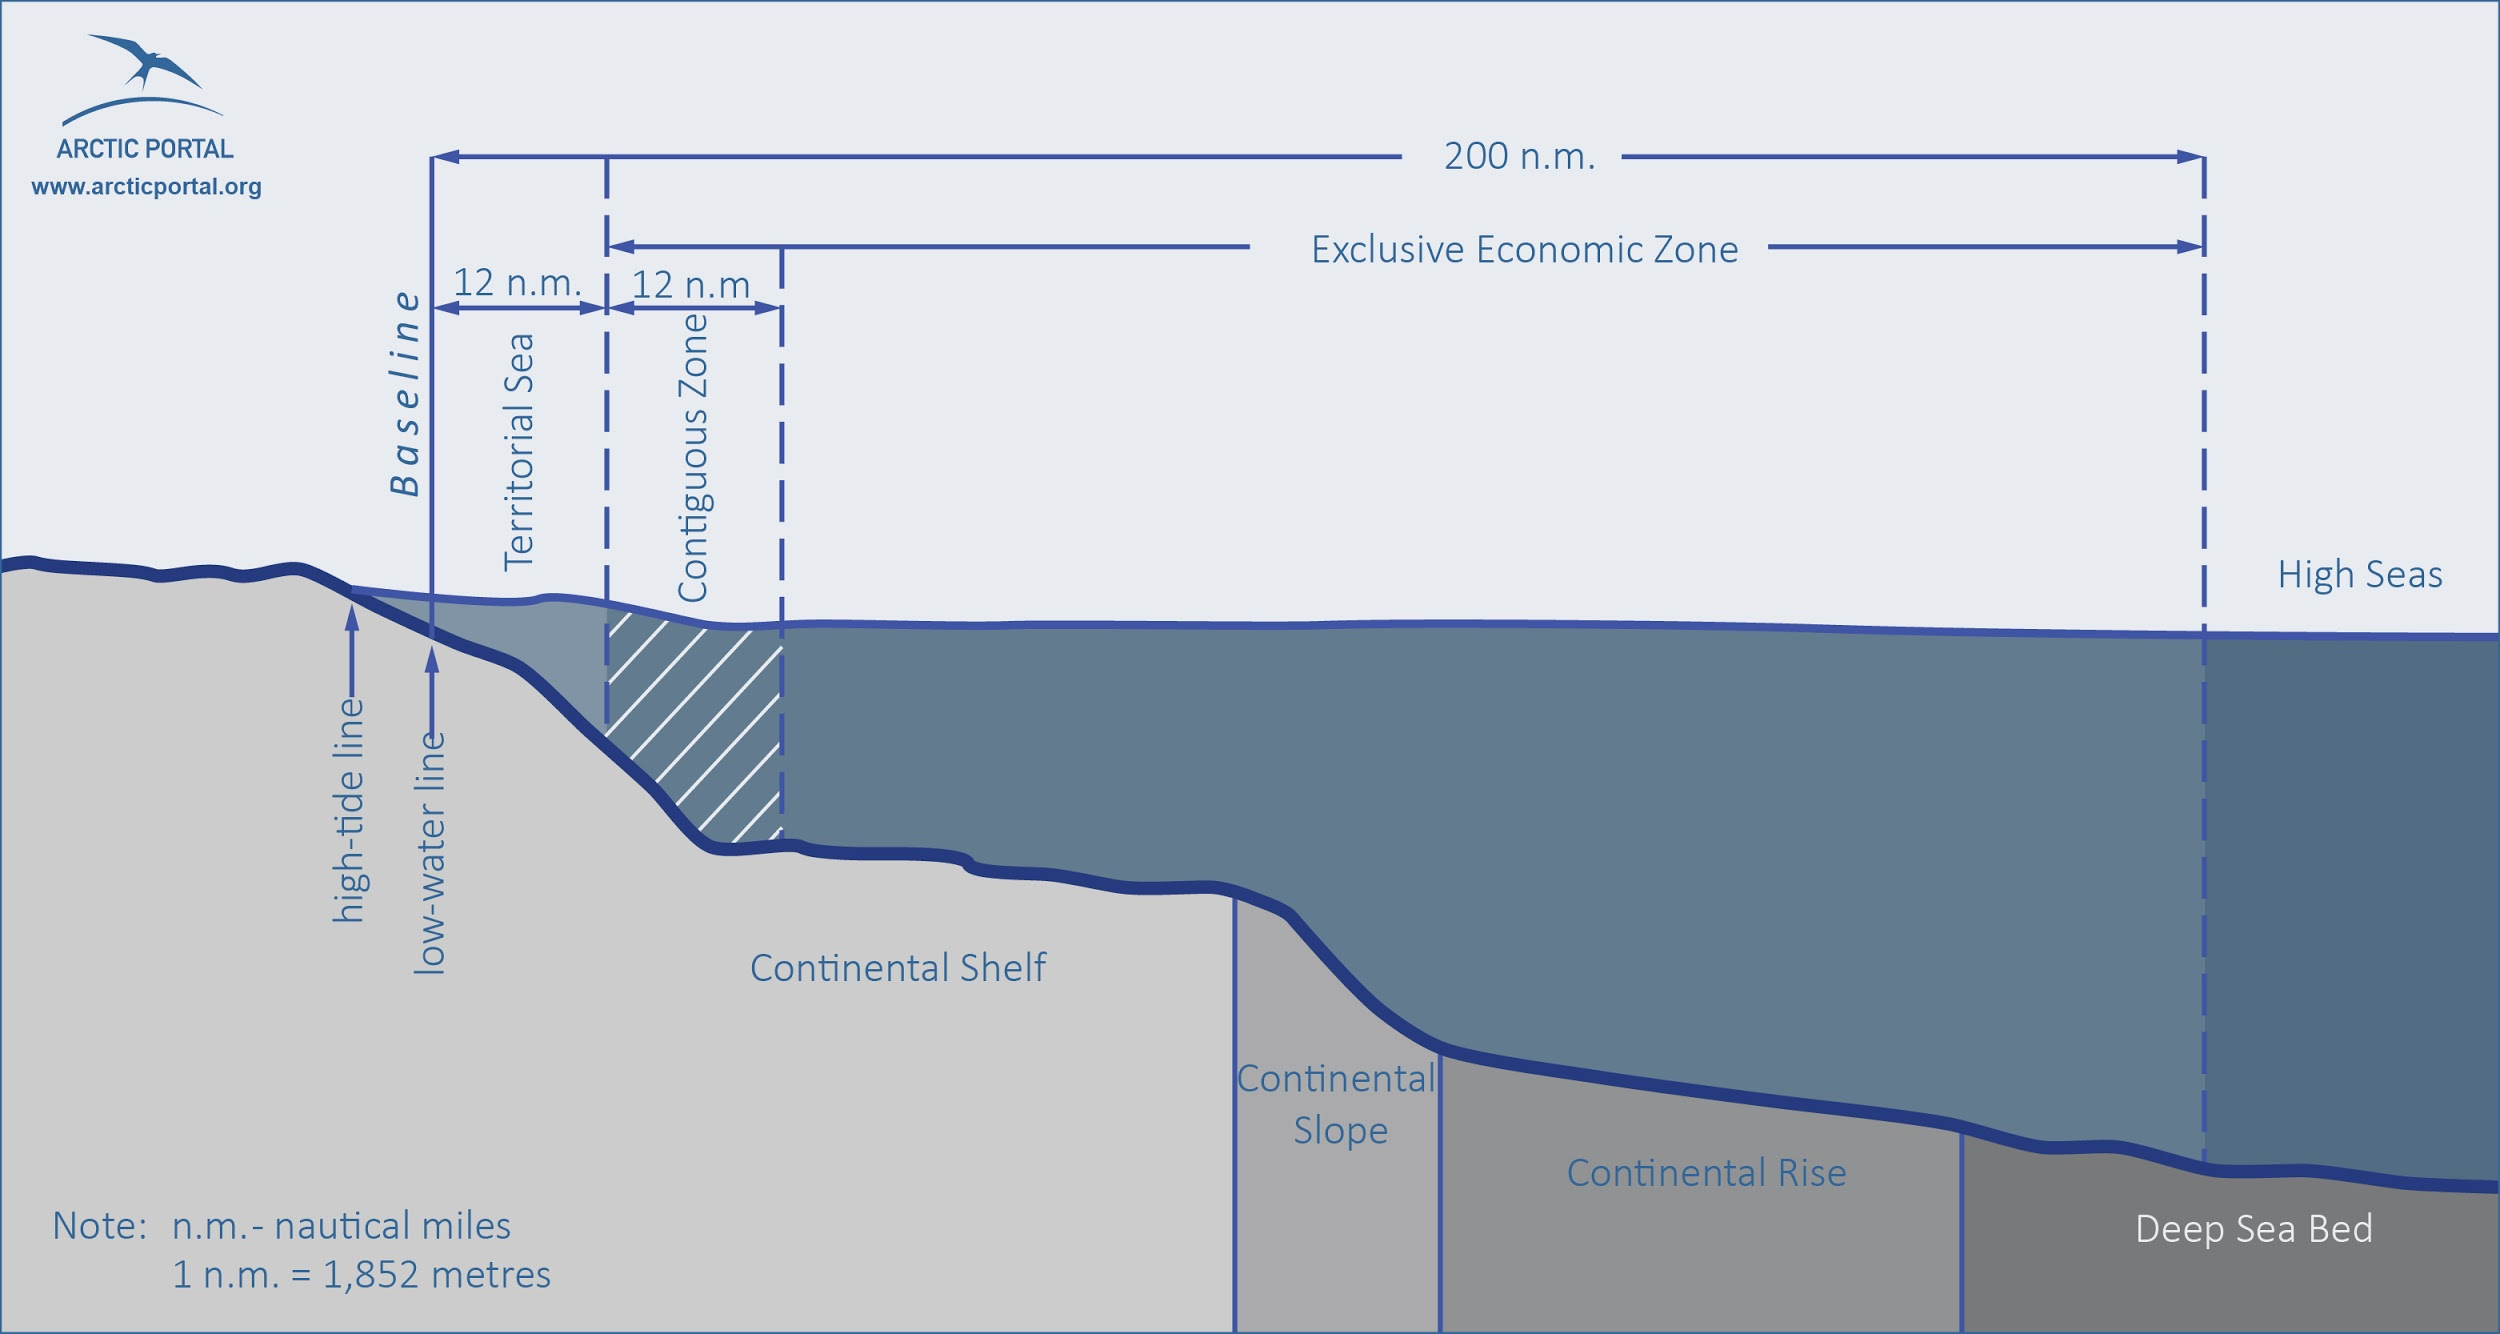 ARCTIC PORTAL
www.arcticportal.org
200 n.m.
Exclusive Economic Zone
12 n.m.
12 n.m
Baseline
Territorial Sea
Contiguous Zone
High Seas
high-tide line
low-water line
Continental Shelf
Continental
Slope
Continental Rise
Deep Sea Bed
Note: n.m.- nautical miles
1 n.m. = 1,852 metres